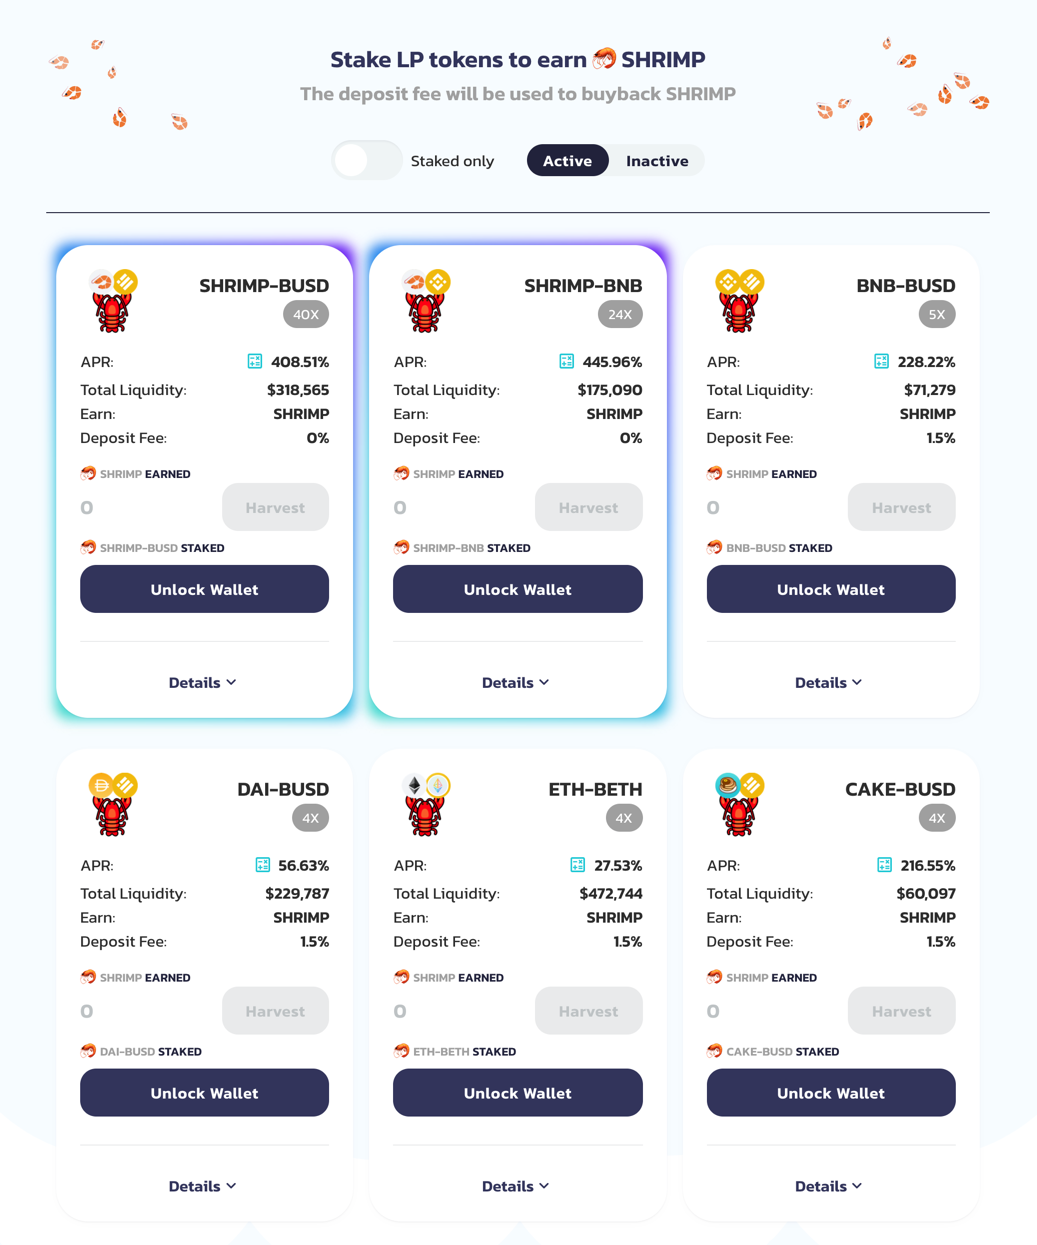 Stake LP tokens to earn SHRIMP
The deposit fee will be used to buyback SHRIMP
Staked only
Active Inactive
SHRIMP-BUSD
40X
APR: 408.51%
Total Liquidity: $318,565
Earn: SHRIMP
Deposit Fee: 0%
SHRIMP EARNED
0 Harvest
SHRIMP-BUSD STAKED
Unlock Wallet
Details
SHRIMP-BNB
24X
APR: 445.96%
Total Liquidity: $175,090
Earn: SHRIMP
Deposit Fee: 0%
SHRIMP EARNED
0 Harvest
SHRIMP-BNB STAKED
Unlock Wallet
Details
BNB-BUSD
5X
APR: 228.22%
Total Liquidity: $71,279
Earn: SHRIMP
Deposit Fee: 1.5%
SHRIMP EARNED
0 Harvest
BNB-BUSD STAKED
Unlock Wallet
Details
DAI-BUSD
4X
APR: 56.63%
Total Liquidity: $229,787
Earn: SHRIMP
Deposit Fee: 1.5%
SHRIMP EARNED
0 Harvest
DAI-BUSD STAKED
Unlock Wallet
Details
ETH-BETH
4X
APR: 27.53%
Total Liquidity: $472,744
Earn: SHRIMP
Deposit Fee: 1.5%
SHRIMP EARNED
0 Harvest
ETH-BETH STAKED
Unlock Wallet
Details
CAKE-BUSD
4X
APR: 216.55%
Total Liquidity: $60,097
Earn: SHRIMP
Deposit Fee: 1.5%
SHRIMP EARNED
0 Harvest
CAKE-BUSD STAKED
Unlock Wallet
Details